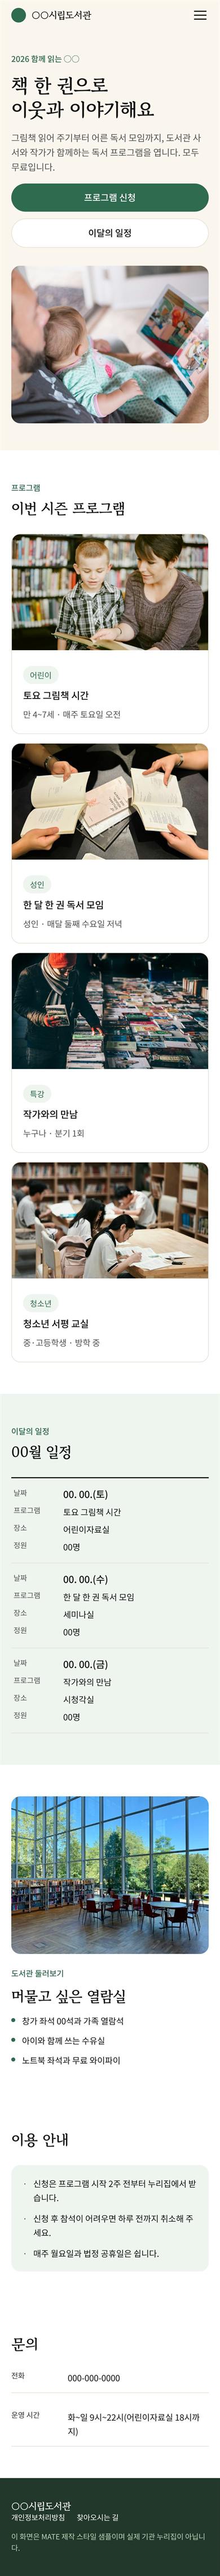 ○○시립도서관
2026 함께 읽는 ○○
책 한 권으로
이웃과 이야기해요
그림책 읽어 주기부터 어른 독서 모임까지, 도서관 사
서와 작가가 함께하는 독서 프로그램을 엽니다. 모두
무료입니다.
프로그램 신청
이달의 일정
프로그램
이번 시즌 프로그램
어린이
토요 그림책 시간
만 4~7세 · 매주 토요일 오전
성인
한 달 한 권 독서 모임
성인 · 매달 둘째 수요일 저녁
특강
작가와의 만남
누구나 · 분기 1회
청소년
청소년 서평 교실
중·고등학생 · 방학 중
이달의 일정
00월 일정
날짜 00. 00.(토)
프로그램 토요 그림책 시간
장소 어린이자료실
정원 00명
날짜 00. 00.(수)
프로그램 한 달 한 권 독서 모임
장소 세미나실
정원 00명
날짜 00. 00.(금)
프로그램 작가와의 만남
장소 시청각실
정원 00명
도서관 둘러보기
머물고 싶은 열람실
창가 좌석 00석과 가족 열람석
아이와 함께 쓰는 수유실
노트북 좌석과 무료 와이파이
이용 안내
· 신청은 프로그램 시작 2주 전부터 누리집에서 받
습니다.
· 신청 후 참석이 어려우면 하루 전까지 취소해 주
세요.
· 매주 월요일과 법정 공휴일은 쉽니다.
문의
전화 000-000-0000
운영 시간 화~일 9시~22시(어린이자료실 18시까
지)
○○시립도서관
개인정보처리방침 찾아오시는 길
이 화면은 MATE 제작 스타일 샘플이며 실제 기관 누리집이 아닙니
다.